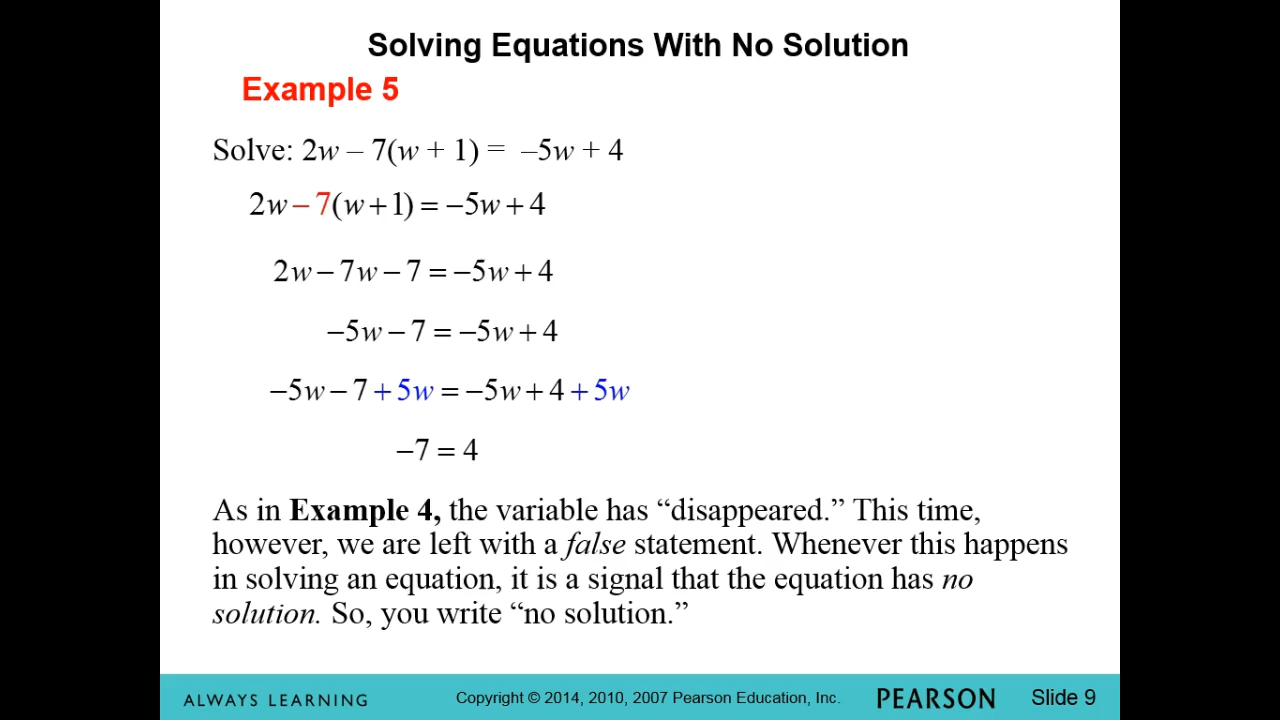 Solving Equations With No Solution
Example 5
Solve: 2w – 7(w + 1) = –5w + 4
2w − 7(w + 1) = −5w + 4
2w − 7w − 7 = −5w + 4
−5w − 7 = −5w + 4
−5w − 7 + 5w = −5w + 4 + 5w
−7 = 4
As in Example 4, the variable has “disappeared.” This time,
however, we are left with a false statement. Whenever this happens
in solving an equation, it is a signal that the equation has no
solution. So, you write “no solution.”
ALWAYS LEARNING Copyright © 2014, 2010, 2007 Pearson Education, Inc. PEARSON Slide 9